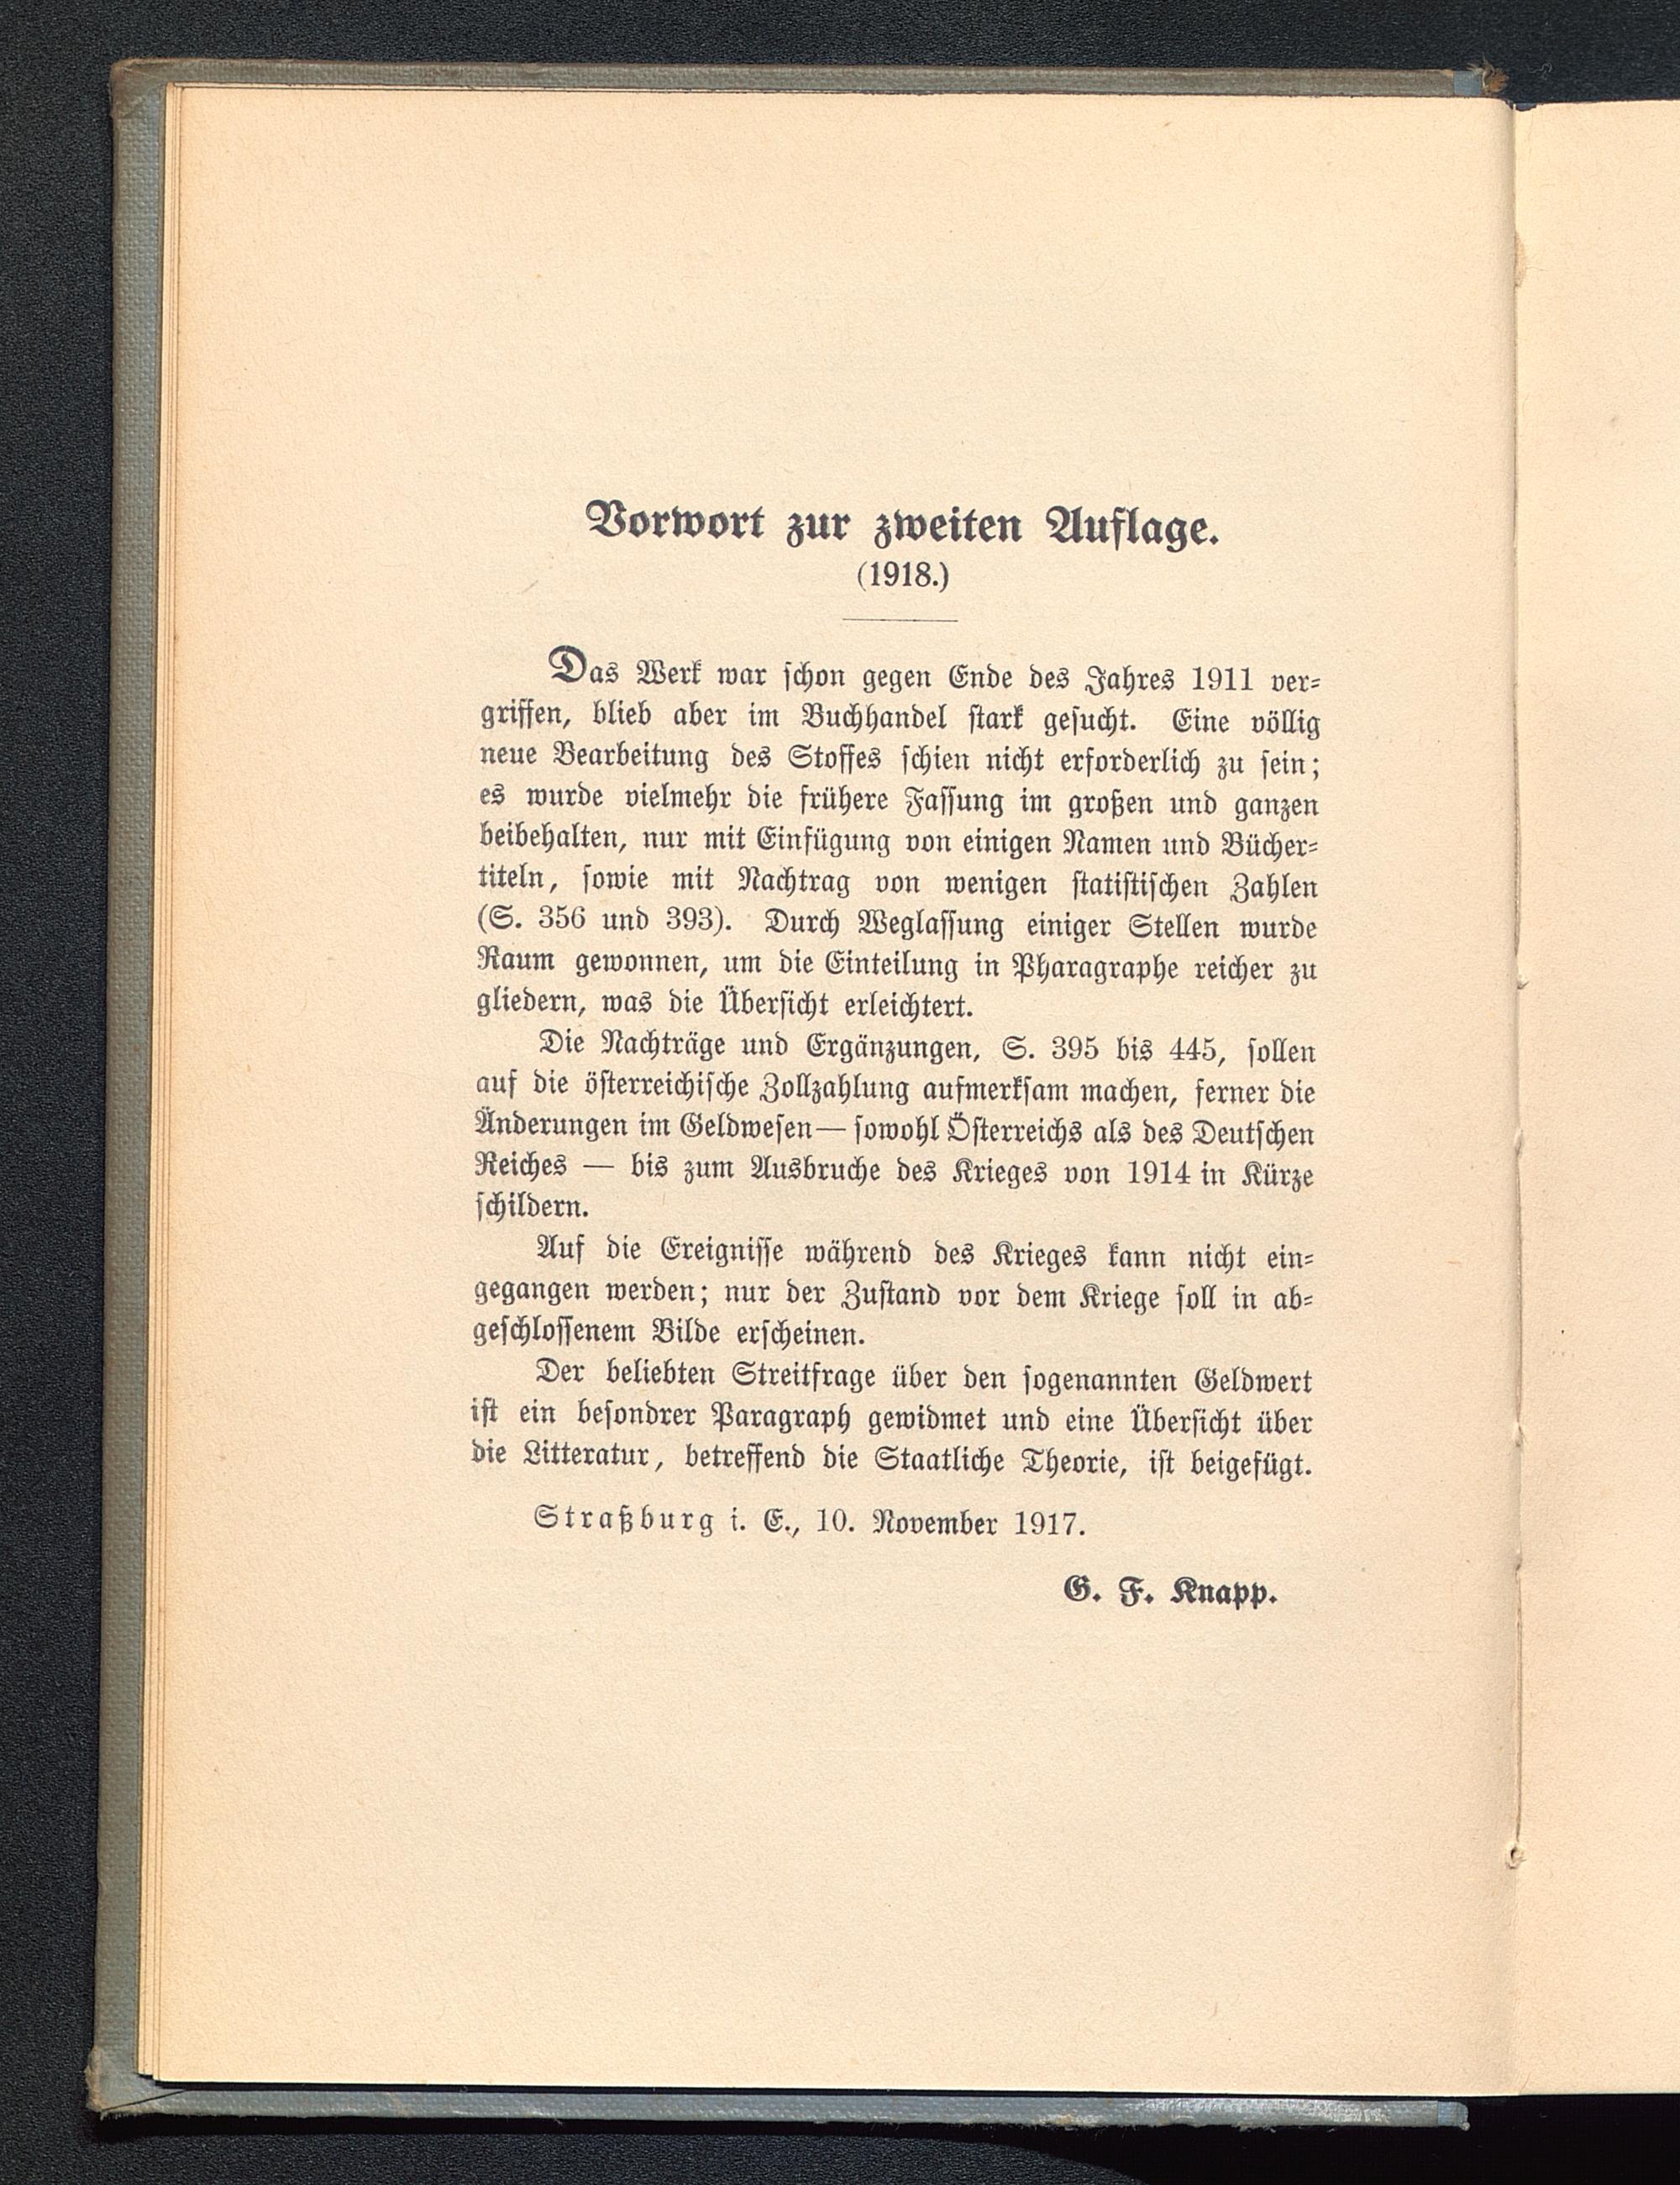 Vorwort zur zweiten Auflage.
(1918.)
Das Werk war schon gegen Ende des Jahres 1911 ver-
griffen, blieb aber im Buchhandel stark gesucht. Eine völlig
neue Bearbeitung des Stoffes schien nicht erforderlich zu sein;
es wurde vielmehr die frühere Fassung im großen und ganzen
beibehalten, nur mit Einfügung von einigen Namen und Bücher-
titeln, sowie mit Nachtrag von wenigen statistischen Zahlen
(S. 356 und 393). Durch Weglassung einiger Stellen wurde
Raum gewonnen, um die Einteilung in Pharagraphe reicher zu
gliedern, was die Übersicht erleichtert.
Die Nachträge und Ergänzungen, S. 395 bis 445, sollen
auf die österreichische Zollzahlung aufmerksam machen, ferner die
Änderungen im Geldwesen — sowohl Österreichs als des Deutschen
Reiches — bis zum Ausbruche des Krieges von 1914 in Kürze
schildern.
Auf die Ereignisse während des Krieges kann nicht ein-
gegangen werden; nur der Zustand vor dem Kriege soll in ab-
geschlossenem Bilde erscheinen.
Der beliebten Streitfrage über den sogenannten Geldwert
ist ein besondrer Paragraph gewidmet und eine Übersicht über
die Litteratur, betreffend die Staatliche Theorie, ist beigefügt.
Straßburg i. E., 10. November 1917.
G. F. Knapp.